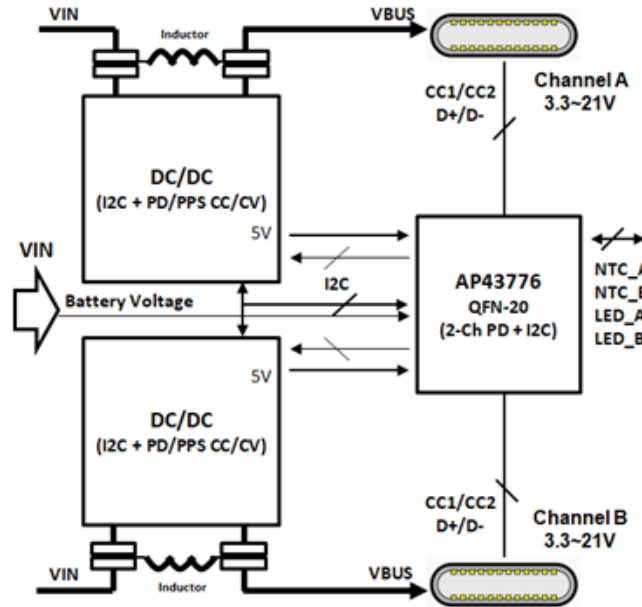 VIN
Inductor
VBUS
CC1/CC2
D+/D-
Channel A
3.3~21V
DC/DC
(I2C + PD/PPS CC/CV)
5V
VIN
Battery Voltage
I2C
AP43776
QFN-20
(2-Ch PD + I2C)
NTC_A
NTC_B
LED_A
LED_B
5V
DC/DC
(I2C + PD/PPS CC/CV)
CC1/CC2
D+/D-
Channel B
3.3~21V
VIN
Inductor
VBUS